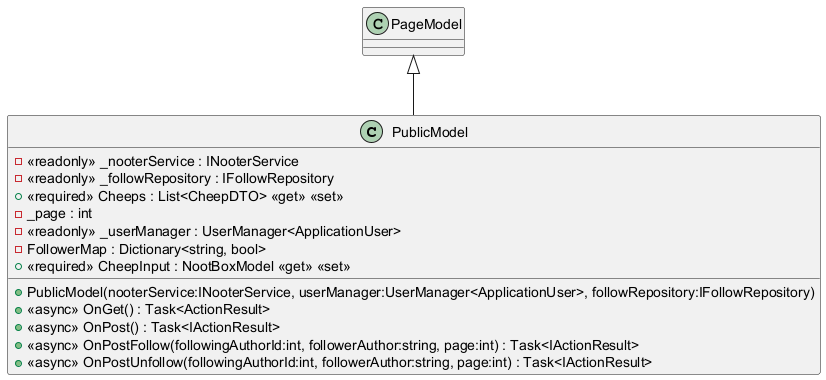 C PageModel
C PublicModel
«readonly» _nooterService : INooterService
«readonly» _followRepository : IFollowRepository
«required» Cheeps : List<CheepDTO> «get» «set»
_page : int
«readonly» _userManager : UserManager<ApplicationUser>
FollowerMap : Dictionary<string, bool>
«required» CheepInput : NootBoxModel «get» «set»
PublicModel(nooterService:INooterService, userManager:UserManager<ApplicationUser>, followRepository:IFollowRepository)
«async» OnGet() : Task<ActionResult>
«async» OnPost() : Task<IActionResult>
«async» OnPostFollow(followingAuthorId:int, followerAuthor:string, page:int) : Task<IActionResult>
«async» OnPostUnfollow(followingAuthorId:int, followerAuthor:string, page:int) : Task<IActionResult>